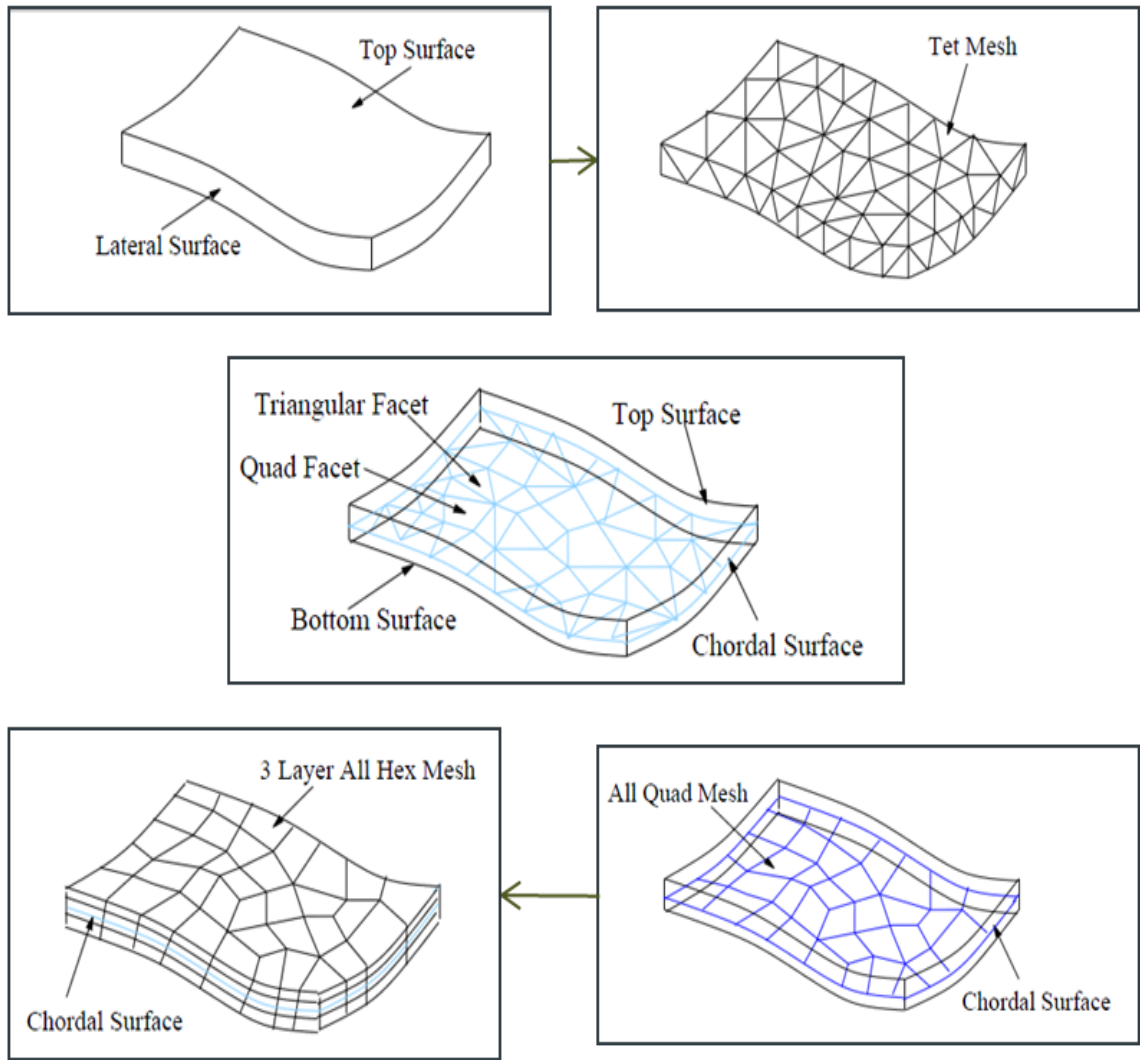 Top Surface
Lateral Surface
Tet Mesh
Triangular Facet
Top Surface
Quad Facet
Bottom Surface
Chordal Surface
3 Layer All Hex Mesh
Chordal Surface
All Quad Mesh
Chordal Surface